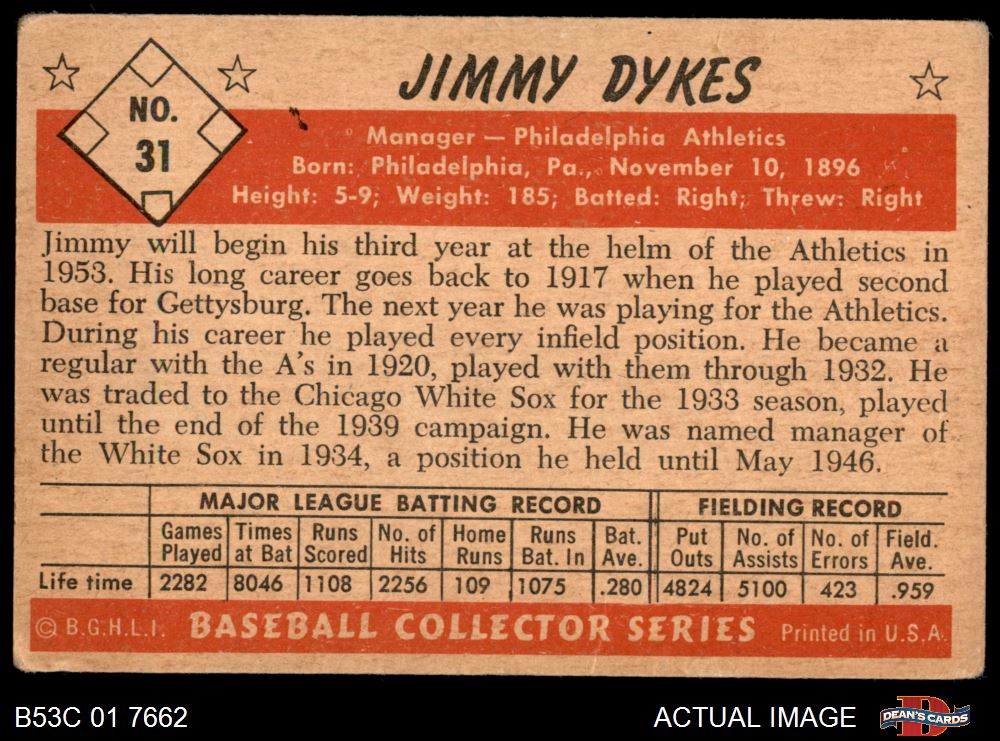 JIMMY DYKES
NO.
31
Manager — Philadelphia Athletics
Born: Philadelphia, Pa., November 10, 1896
Height: 5-9; Weight: 185; Batted: Right; Threw: Right
Jimmy will begin his third year at the helm of the Athletics in
1953. His long career goes back to 1917 when he played second
base for Gettysburg. The next year he was playing for the Athletics.
During his career he played every infield position. He became a
regular with the A's in 1920, played with them through 1932. He
was traded to the Chicago White Sox for the 1933 season, played
until the end of the 1939 campaign. He was named manager of
the White Sox in 1934, a position he held until May 1946.
MAJOR LEAGUE BATTING RECORD FIELDING RECORD
Games Times Runs No. of Home Runs Bat. Put No. of No. of Field.
Played at Bat Scored Hits Runs Bat. In Ave. Outs Assists Errors Ave.
Life time 2282 8046 1108 2256 109 1075 .280 4824 5100 423 .959
© B.G.H.L.I. BASEBALL COLLECTOR SERIES Printed in U.S.A.
B53C 01 7662 ACTUAL IMAGE D DEAN'S CARDS